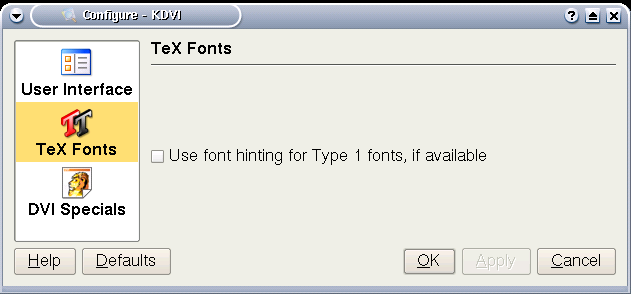 Configure - KDVI
User Interface
TeX Fonts
DVI Specials
TeX Fonts
Use font hinting for Type 1 fonts, if available
Help
Defaults
OK
Apply
Cancel